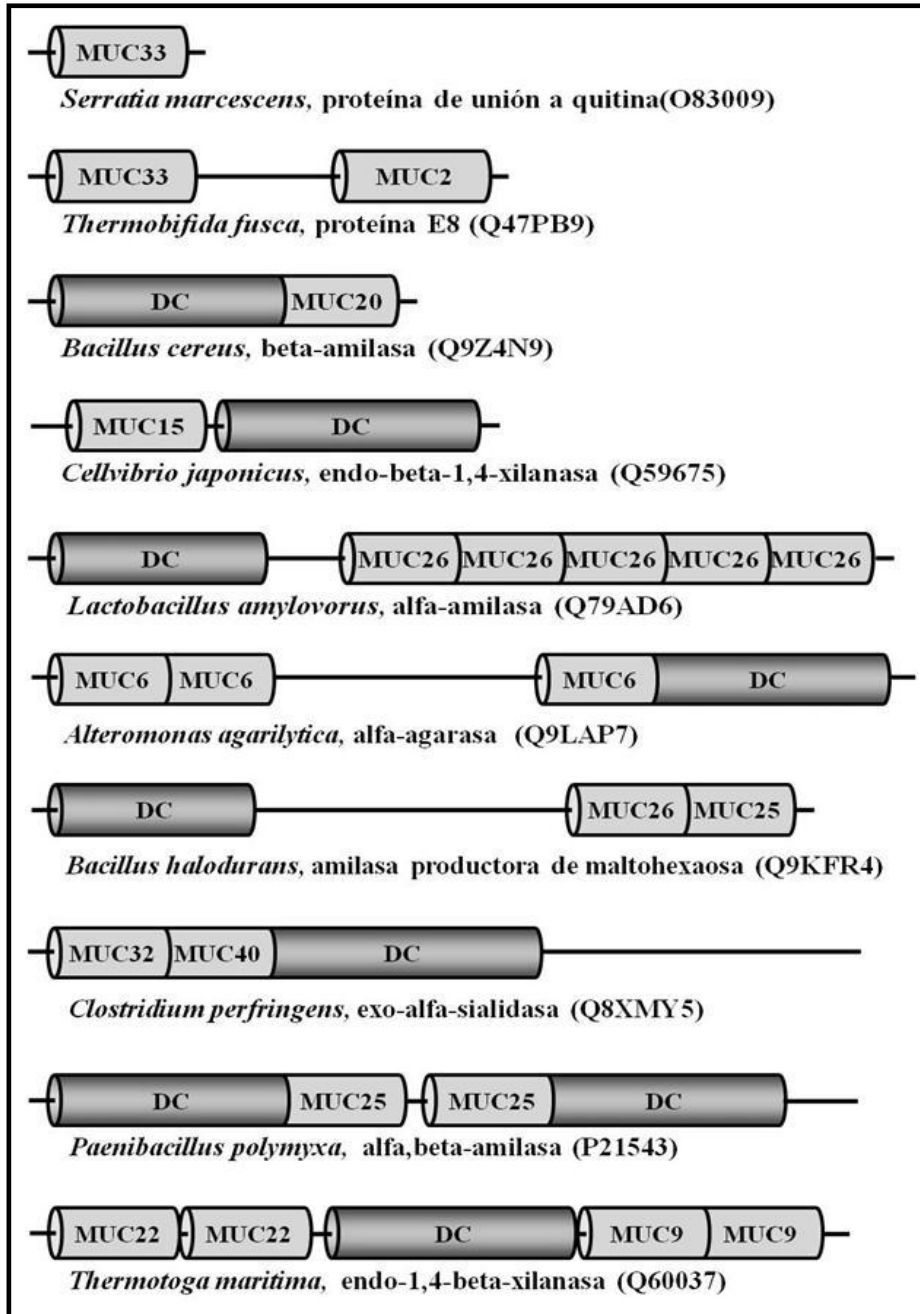 MUC33
Serratia marcescens, proteína de unión a quitina(O83009)
MUC33 MUC2
Thermobifida fusca, proteína E8 (Q47PB9)
DC MUC20
Bacillus cereus, beta-amilasa (Q9Z4N9)
MUC15 DC
Cellvibrio japonicus, endo-beta-1,4-xilanasa (Q59675)
DC MUC26 MUC26 MUC26 MUC26 MUC26
Lactobacillus amylovorus, alfa-amilasa (Q79AD6)
MUC6 MUC6 MUC6 DC
Alteromonas agarilytica, alfa-agarasa (Q9LAP7)
DC MUC26 MUC25
Bacillus halodurans, amilasa productora de maltohexaosa (Q9KFR4)
MUC32 MUC40 DC
Clostridium perfringens, exo-alfa-sialidasa (Q8XMY5)
DC MUC25 MUC25 DC
Paenibacillus polymyxa, alfa,beta-amilasa (P21543)
MUC22 MUC22 DC MUC9 MUC9
Thermotoga maritima, endo-1,4-beta-xilanasa (Q60037)